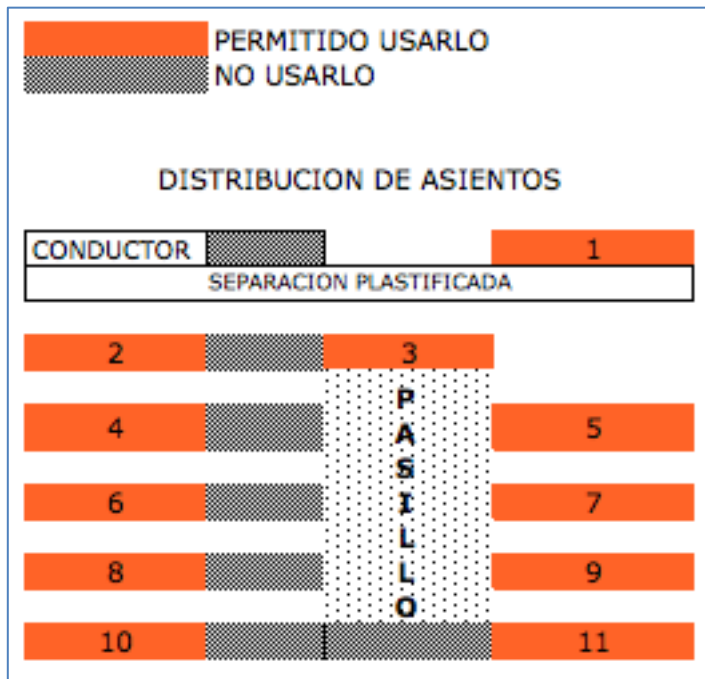 PERMITIDO USARLO
NO USARLO
DISTRIBUCION DE ASIENTOS
CONDUCTOR 1
SEPARACION PLASTIFICADA
2 3
4 5
6 7
8 9
10 11
PASILLO